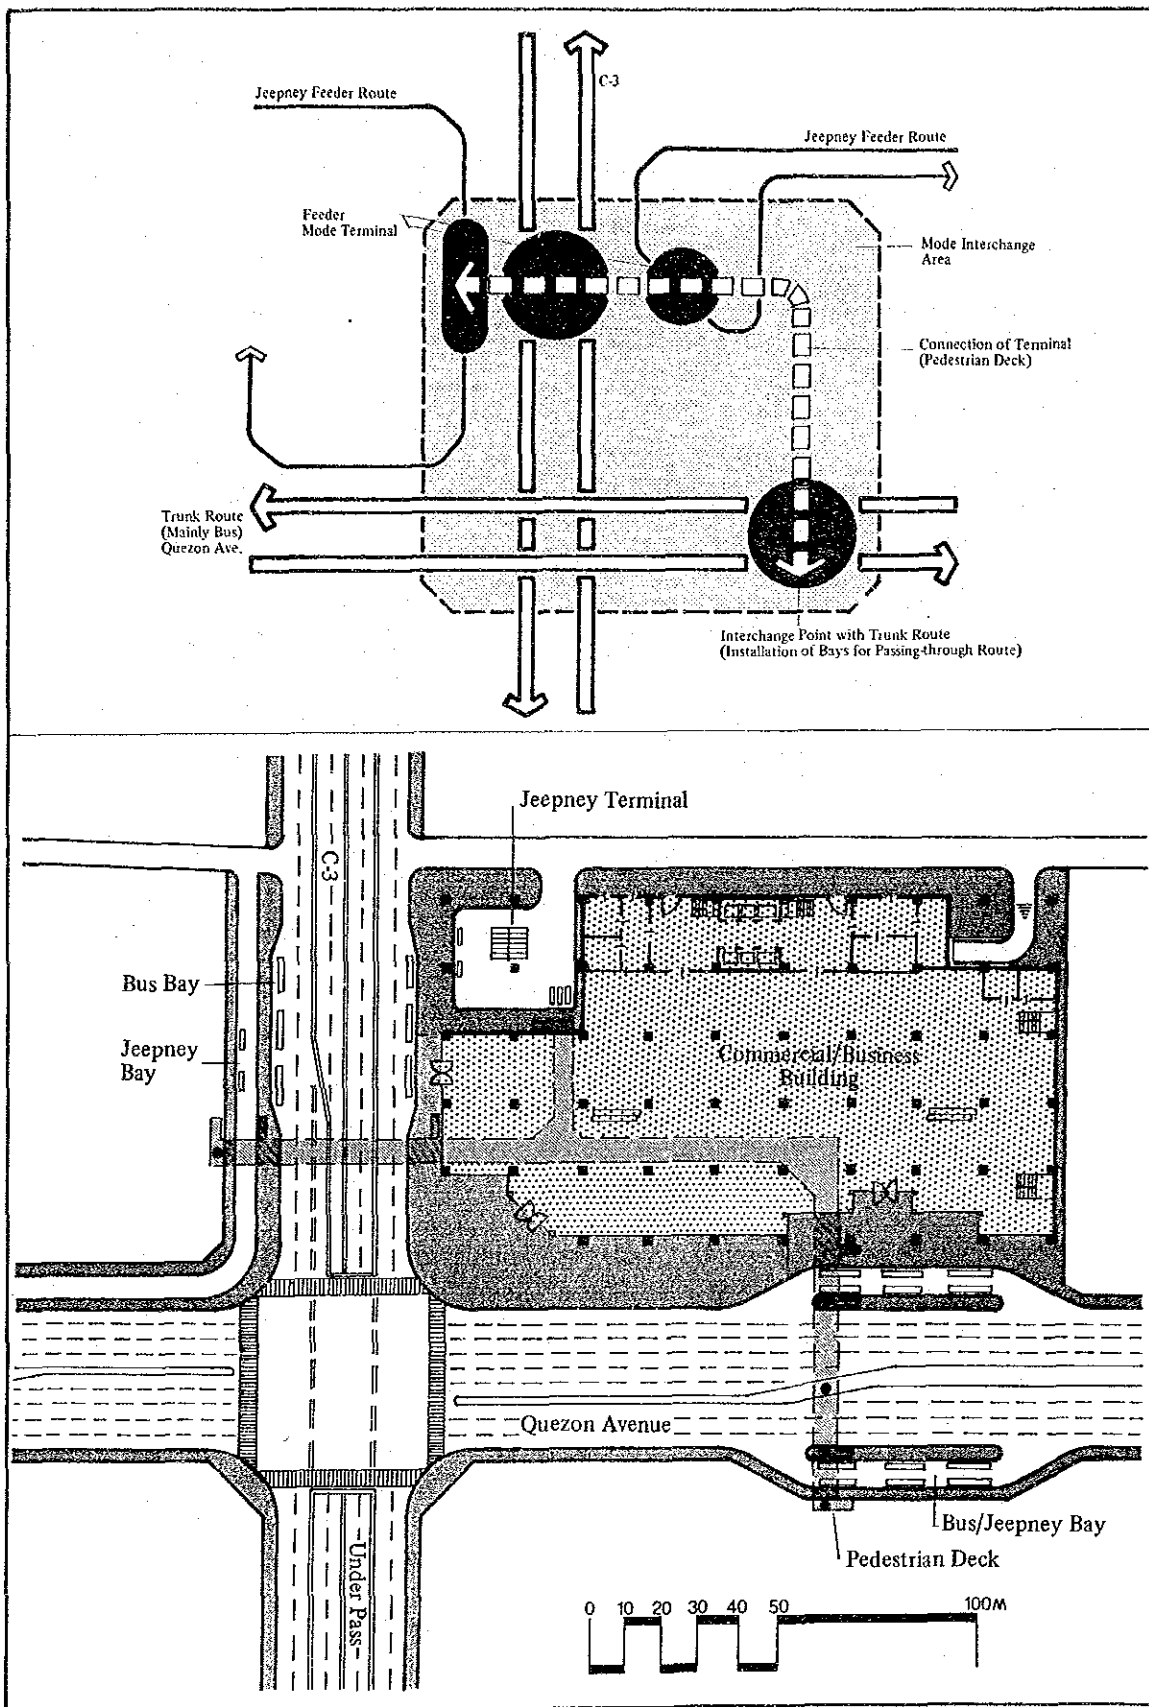 C-3
Jeepney Feeder Route
Jeepney Feeder Route
Feeder
Mode Terminal
Mode Interchange
Area
Connection of Terminal
(Pedestrian Deck)
Trunk Route
(Mainly Bus)
Quezon Ave.
Interchange Point with Trunk Route
(Installation of Bays for Passing-through Route)
Jeepney Terminal
C-3
Bus Bay
Jeepney
Bay
Commercial/Business
Building
Quezon Avenue
Bus/Jeepney Bay
Pedestrian Deck
Under Pass
0 10 20 30 40 50 100M